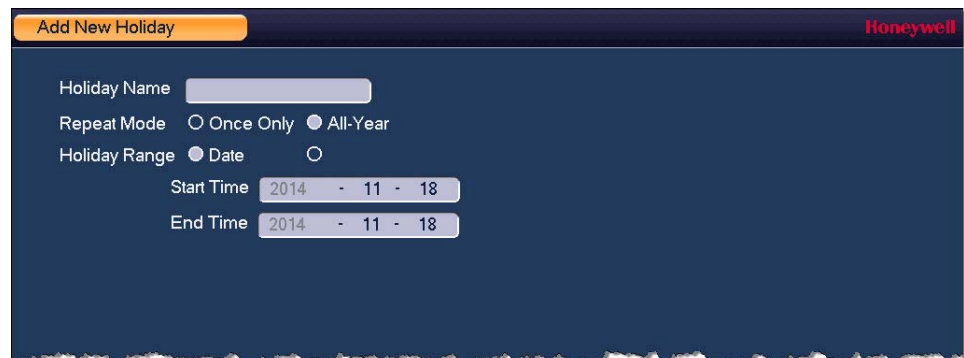 Add New Holiday Honeywell
Holiday Name
Repeat Mode Once Only All-Year
Holiday Range Date
Start Time 2014 - 11 - 18
End Time 2014 - 11 - 18